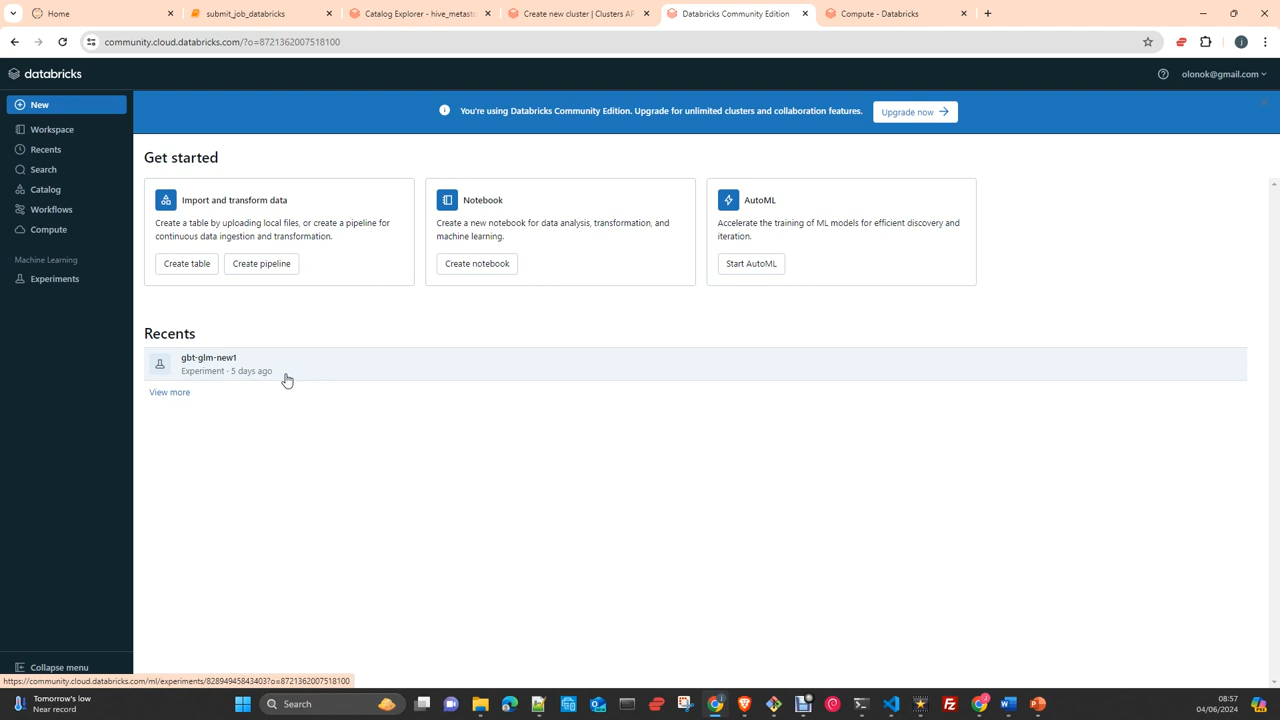 Home
submit_job_databricks
Catalog Explorer - hive_metast
Create new cluster | Clusters AP
Databricks Community Edition
Compute - Databricks
community.cloud.databricks.com/?o=8721362007518100
databricks
olonok@gmail.com
New
Workspace
Recents
Search
Catalog
Workflows
Compute
Machine Learning
Experiments
Collapse menu
You're using Databricks Community Edition. Upgrade for unlimited clusters and collaboration features.
Upgrade now
Get started
Import and transform data
Create a table by uploading local files, or create a pipeline for
continuous data ingestion and transformation.
Create table
Create pipeline
Notebook
Create a new notebook for data analysis, transformation, and
machine learning.
Create notebook
AutoML
Accelerate the training of ML models for efficient discovery and
iteration.
Start AutoML
Recents
gbt-glm-new1
Experiment · 5 days ago
View more
https://community.cloud.databricks.com/ml/experiments/82894945843403?o=8721362007518100
Tomorrow's low
Near record
Search
08:57
04/06/2024